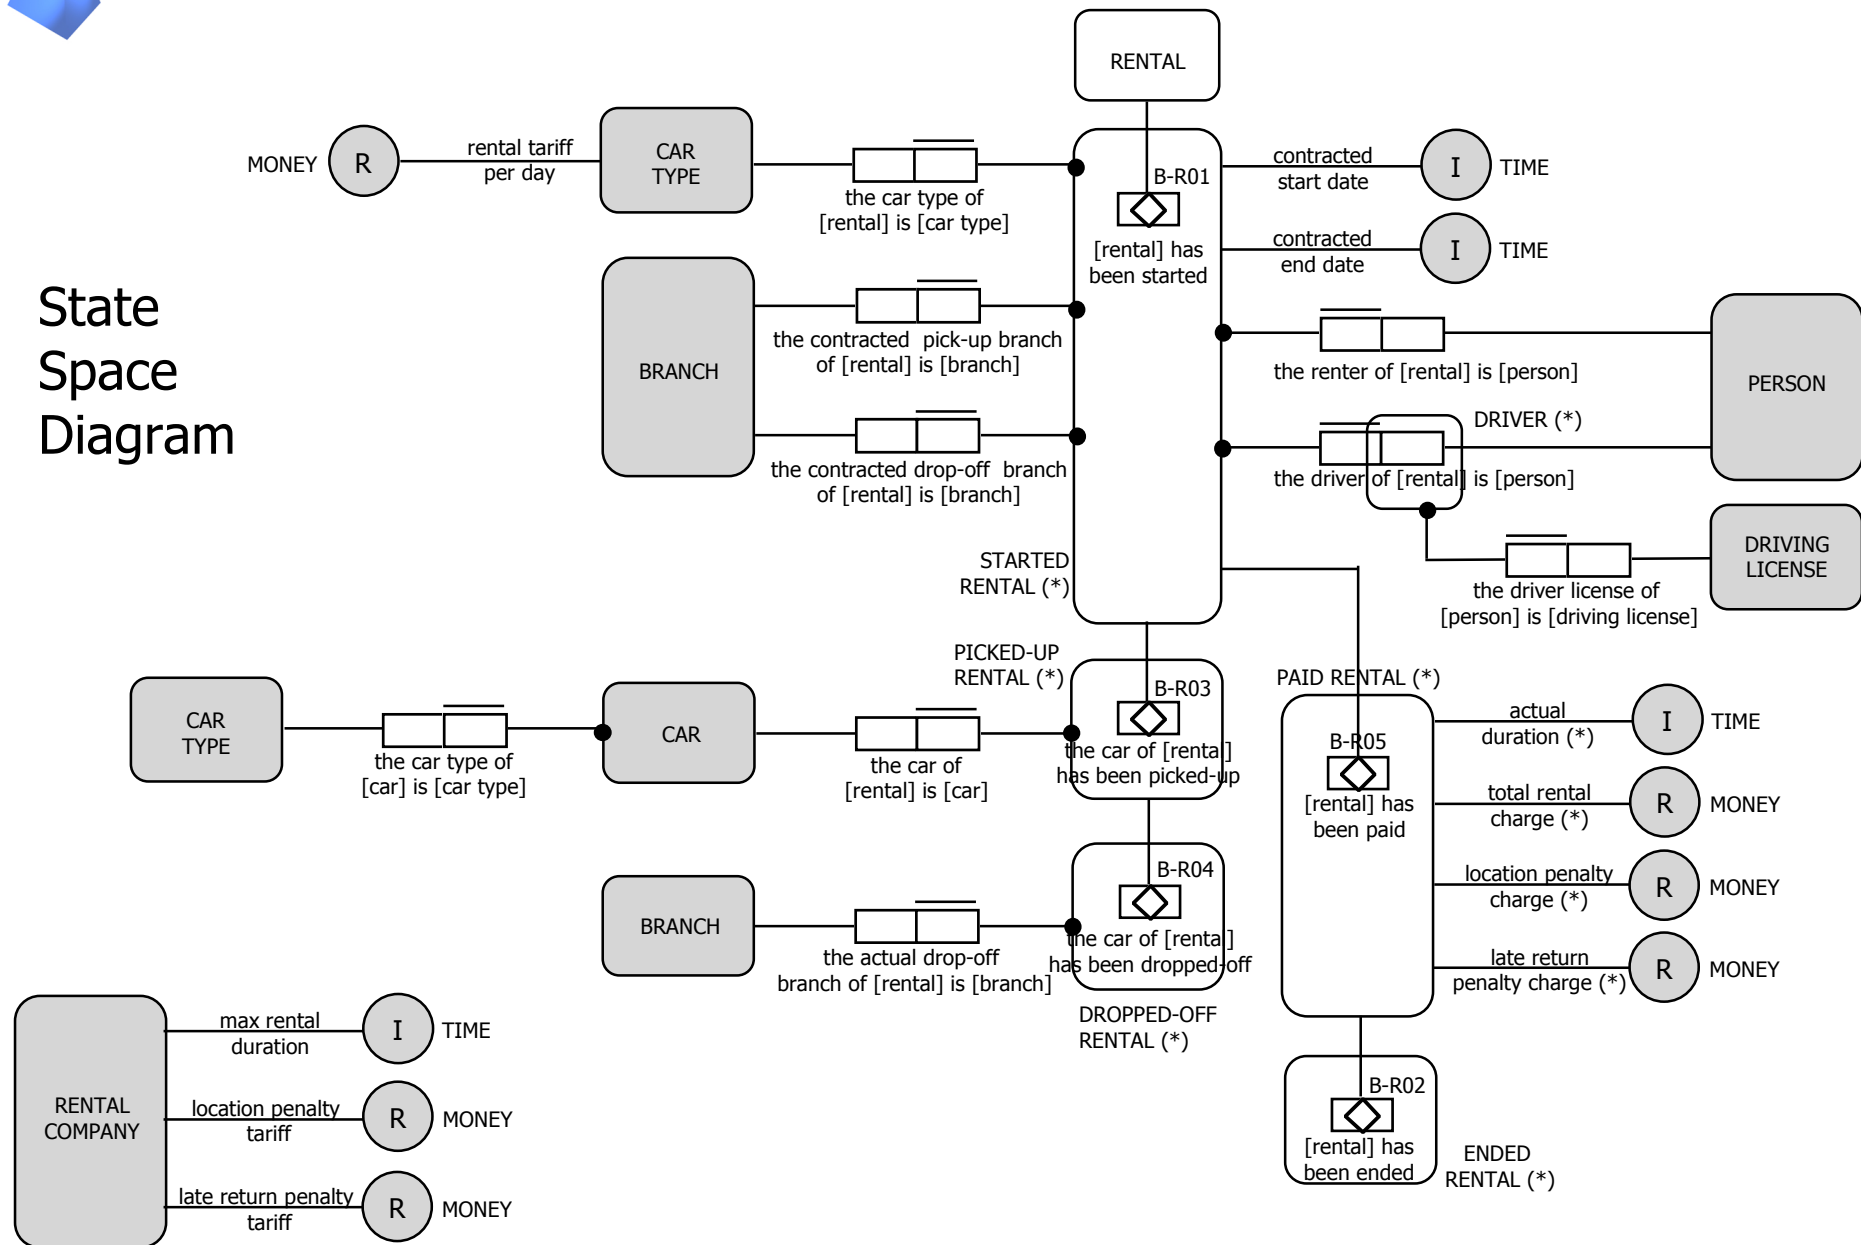 State
Space
Diagram
RENTAL
MONEY
R
rental tariff
per day
CAR
TYPE
the car type of
[rental] is [car type]
B-R01
[rental] has
been started
contracted
start date
I
TIME
contracted
end date
I
TIME
BRANCH
the contracted pick-up branch
of [rental] is [branch]
the contracted drop-off branch
of [rental] is [branch]
the renter of [rental] is [person]
PERSON
DRIVER (*)
the driver of [rental] is [person]
DRIVING
LICENSE
the driver license of
[person] is [driving license]
STARTED
RENTAL (*)
PICKED-UP
RENTAL (*)
CAR
TYPE
the car type of
[car] is [car type]
CAR
the car of
[rental] is [car]
B-R03
the car of [rental]
has been picked-up
PAID RENTAL (*)
B-R05
[rental] has
been paid
actual
duration (*)
I
TIME
total rental
charge (*)
R
MONEY
location penalty
charge (*)
R
MONEY
late return
penalty charge (*)
R
MONEY
BRANCH
the actual drop-off
branch of [rental] is [branch]
B-R04
the car of [rental]
has been dropped-off
DROPPED-OFF
RENTAL (*)
B-R02
[rental] has
been ended
ENDED
RENTAL (*)
RENTAL
COMPANY
max rental
duration
I
TIME
location penalty
tariff
R
MONEY
late return penalty
tariff
R
MONEY